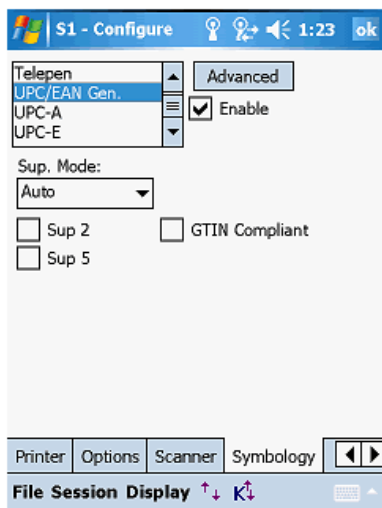 S1 - Configure 1:23 ok
Telepen
UPC/EAN Gen.
UPC-A
UPC-E
Advanced
Enable
Sup. Mode:
Auto
Sup 2 GTIN Compliant
Sup 5
Printer Options Scanner Symbology
File Session Display K